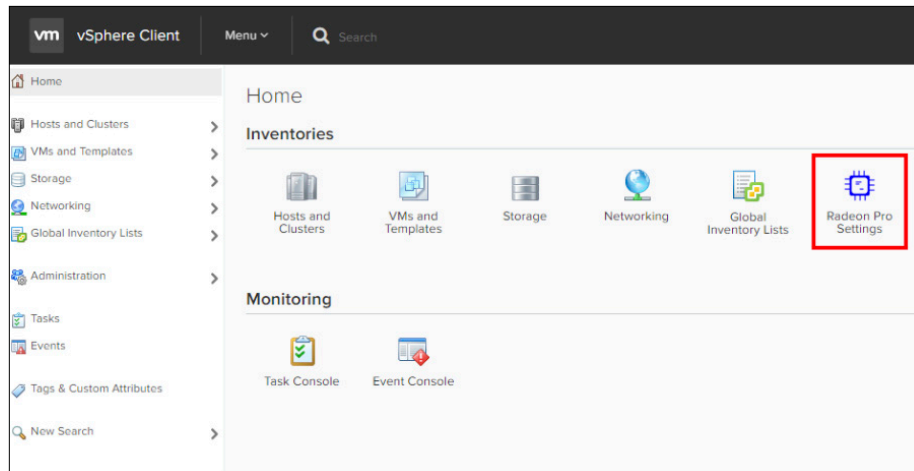 vm vSphere Client Menu Search
Home
Hosts and Clusters
VMs and Templates
Storage
Networking
Global Inventory Lists
Administration
Tasks
Events
Tags & Custom Attributes
New Search
Home
Inventories
Hosts and
Clusters
VMs and
Templates
Storage
Networking
Global
Inventory Lists
Radeon Pro
Settings
Monitoring
Task Console
Event Console